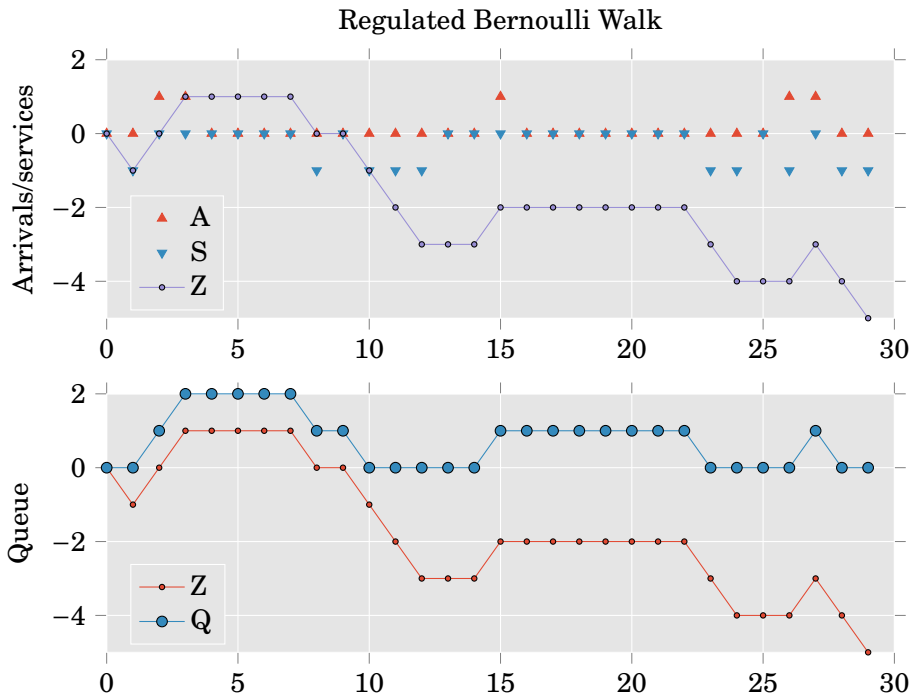 Regulated Bernoulli Walk
Arrivals/services
2
0
−2
−4
A
S
Z
0 5 10 15 20 25 30
Queue
2
0
−2
−4
Z
Q
0 5 10 15 20 25 30